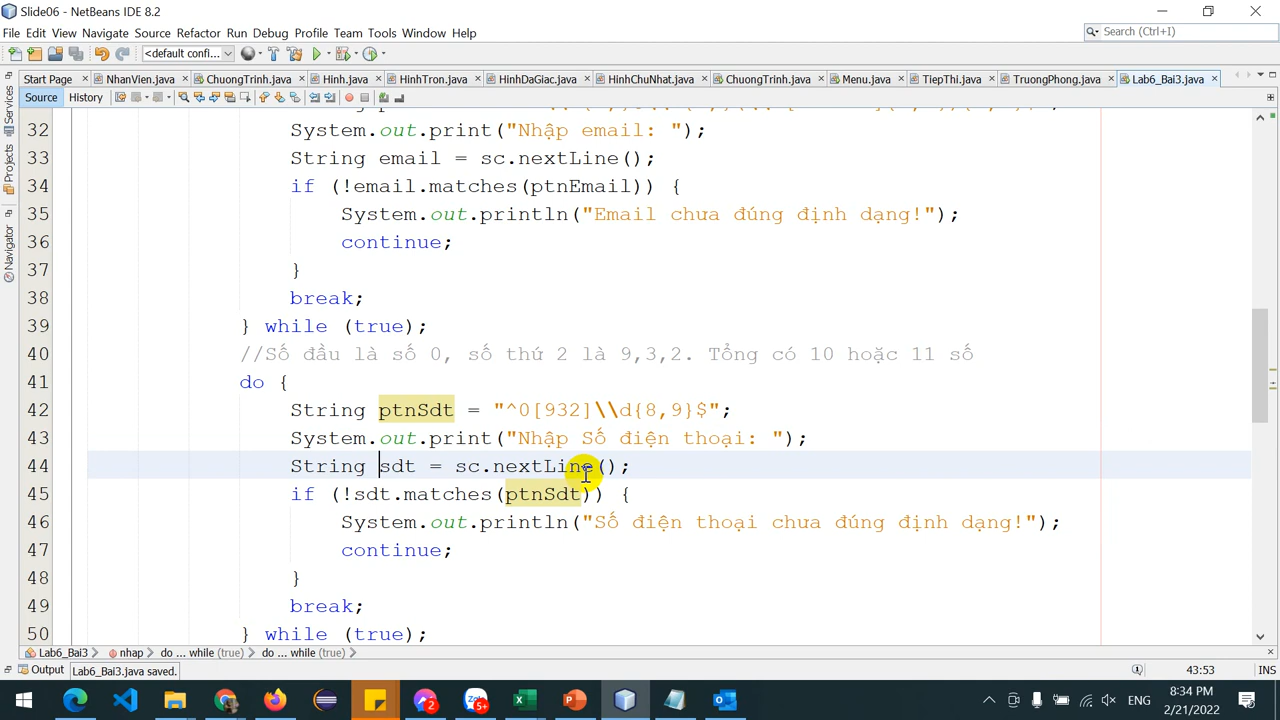 Slide06 - NetBeans IDE 8.2
File Edit View Navigate Source Refactor Run Debug Profile Team Tools Window Help
Search (Ctrl+I)
<default confi...
Start Page NhanVien.java ChuongTrinh.java Hinh.java HinhTron.java HinhDaGiac.java HinhChuNhat.java ChuongTrinh.java Menu.java TiepThi.java TruongPhong.java Lab6_Bai3.java
Source History
Services
Projects
Navigator
32 System.out.print("Nhập email: ");
33 String email = sc.nextLine();
34 if (!email.matches(ptnEmail)) {
35 System.out.println("Email chưa đúng định dạng!");
36 continue;
37 }
38 break;
39 } while (true);
40 //Số đầu là số 0, số thứ 2 là 9,3,2. Tổng có 10 hoặc 11 số
41 do {
42 String ptnSdt = "^0[932]\\d{8,9}$";
43 System.out.print("Nhập Số điện thoại: ");
44 String sdt = sc.nextLine();
45 if (!sdt.matches(ptnSdt)) {
46 System.out.println("Số điện thoại chưa đúng định dạng!");
47 continue;
48 }
49 break;
50 } while (true);
Lab6_Bai3 nhap do ... while (true) do ... while (true)
Output Lab6_Bai3.java saved. 43:53 INS
ENG
8:34 PM
2/21/2022